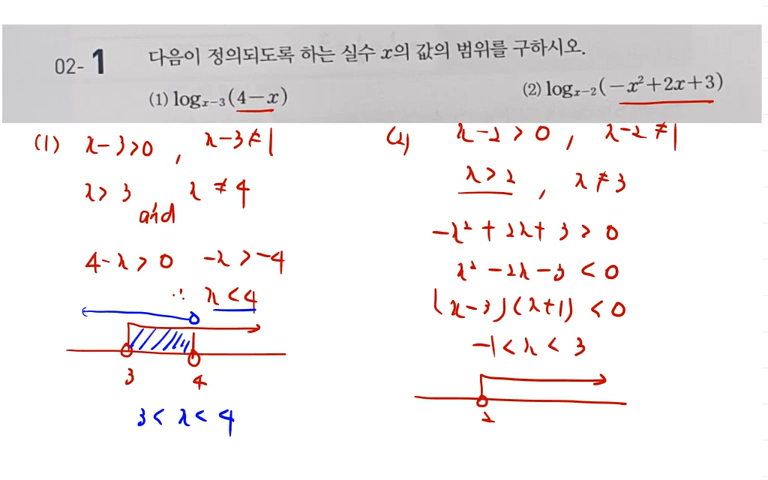 02-1 다음이 정의되도록 하는 실수 x의 값의 범위를 구하시오.
(1) log_{x-3}(4-x)
(2) log_{x-2}(-x²+2x+3)
(1) x-3>0, x-3≠1
x>3 x≠4
and
4-x>0 -x>-4
∴ x<4
3 4
3<x<4
(2) x-2>0, x-2≠1
x>2, x≠3
-x²+2x+3>0
x²-2x-3<0
(x-3)(x+1)<0
-1<x<3
2